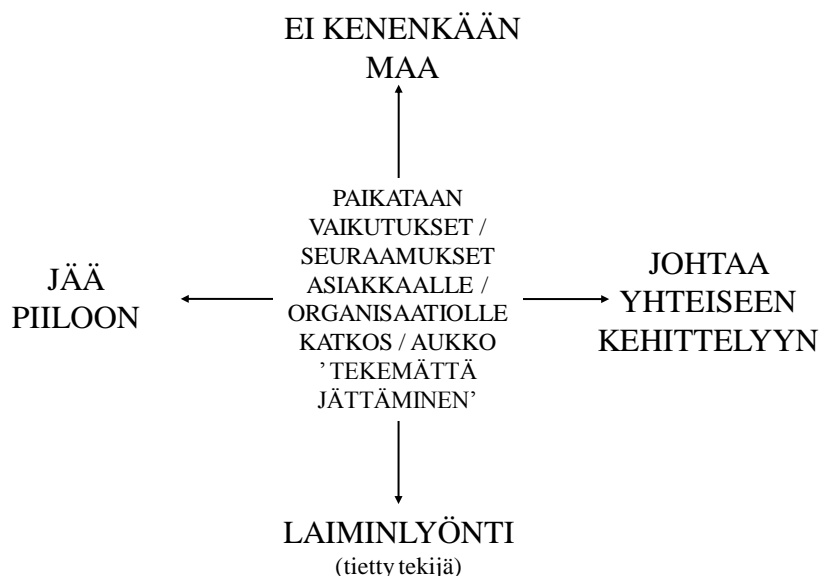 EI KENENKÄÄN
MAA
PAIKATAAN
VAIKUTUKSET /
SEURAAMUKSET
ASIAKKAALLE /
ORGANISAATIOLLE
KATKOS / AUKKO
’ TEKEMÄTTÄ
JÄTTÄMINEN’
JÄÄ
PIILOON
JOHTAA
YHTEISEEN
KEHITTELYYN
LAIMINLYÖNTI
(tietty tekijä)